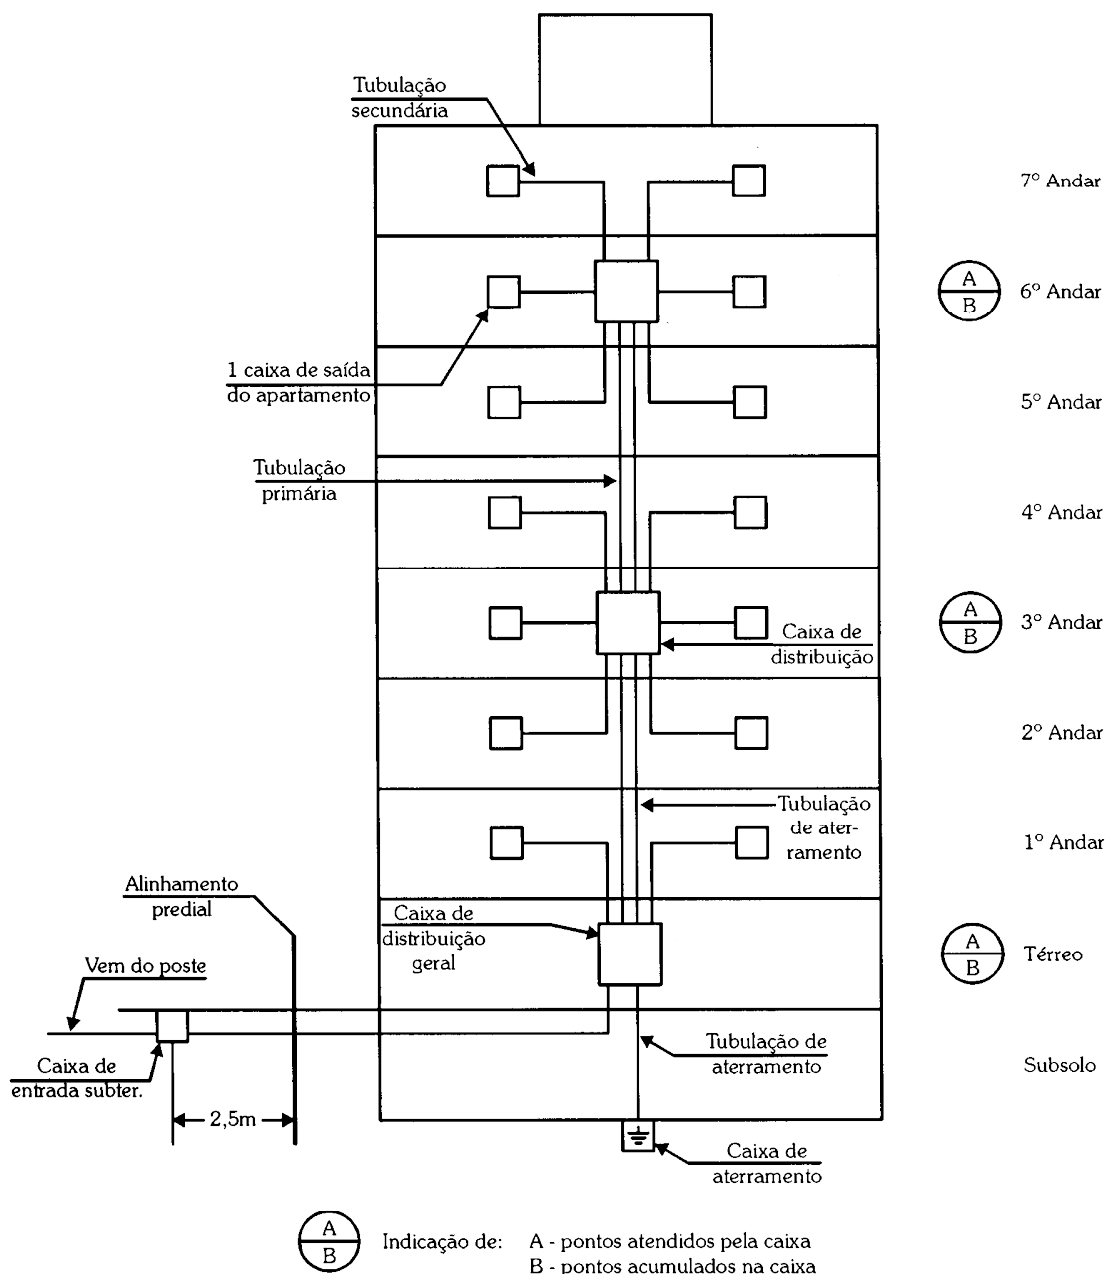 Tubulação
secundária
7º Andar
A
B
6º Andar
1 caixa de saída
do apartamento
5º Andar
Tubulação
primária
4º Andar
A
B
3º Andar
Caixa de
distribuição
2º Andar
Tubulação
de ater-
ramento
1º Andar
Alinhamento
predial
Caixa de
distribuição
geral
A
B
Térreo
Vem do poste
Caixa de
entrada subter.
Tubulação de
aterramento
Subsolo
2,5m
Caixa de
aterramento
A
B
Indicação de: A - pontos atendidos pela caixa
B - pontos acumulados na caixa